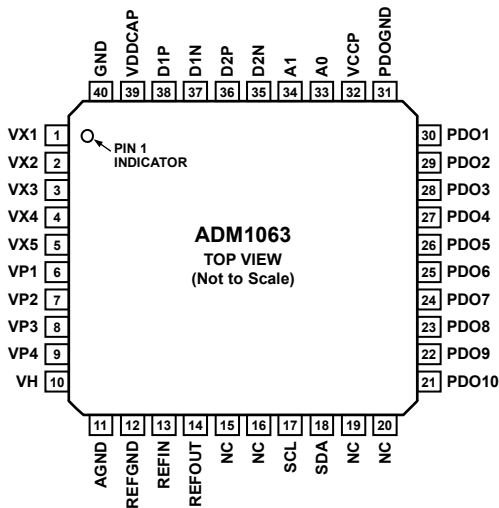 GND
VDDCAP
D1P
D1N
D2P
D2N
A1
A0
VCCP
PDOGND
40
39
38
37
36
35
34
33
32
31
VX1 1
VX2 2
VX3 3
VX4 4
VX5 5
VP1 6
VP2 7
VP3 8
VP4 9
VH 10
PIN 1
INDICATOR
ADM1063
TOP VIEW
(Not to Scale)
30 PDO1
29 PDO2
28 PDO3
27 PDO4
26 PDO5
25 PDO6
24 PDO7
23 PDO8
22 PDO9
21 PDO10
11
12
13
14
15
16
17
18
19
20
AGND
REFGND
REFIN
REFOUT
NC
NC
SCL
SDA
NC
NC